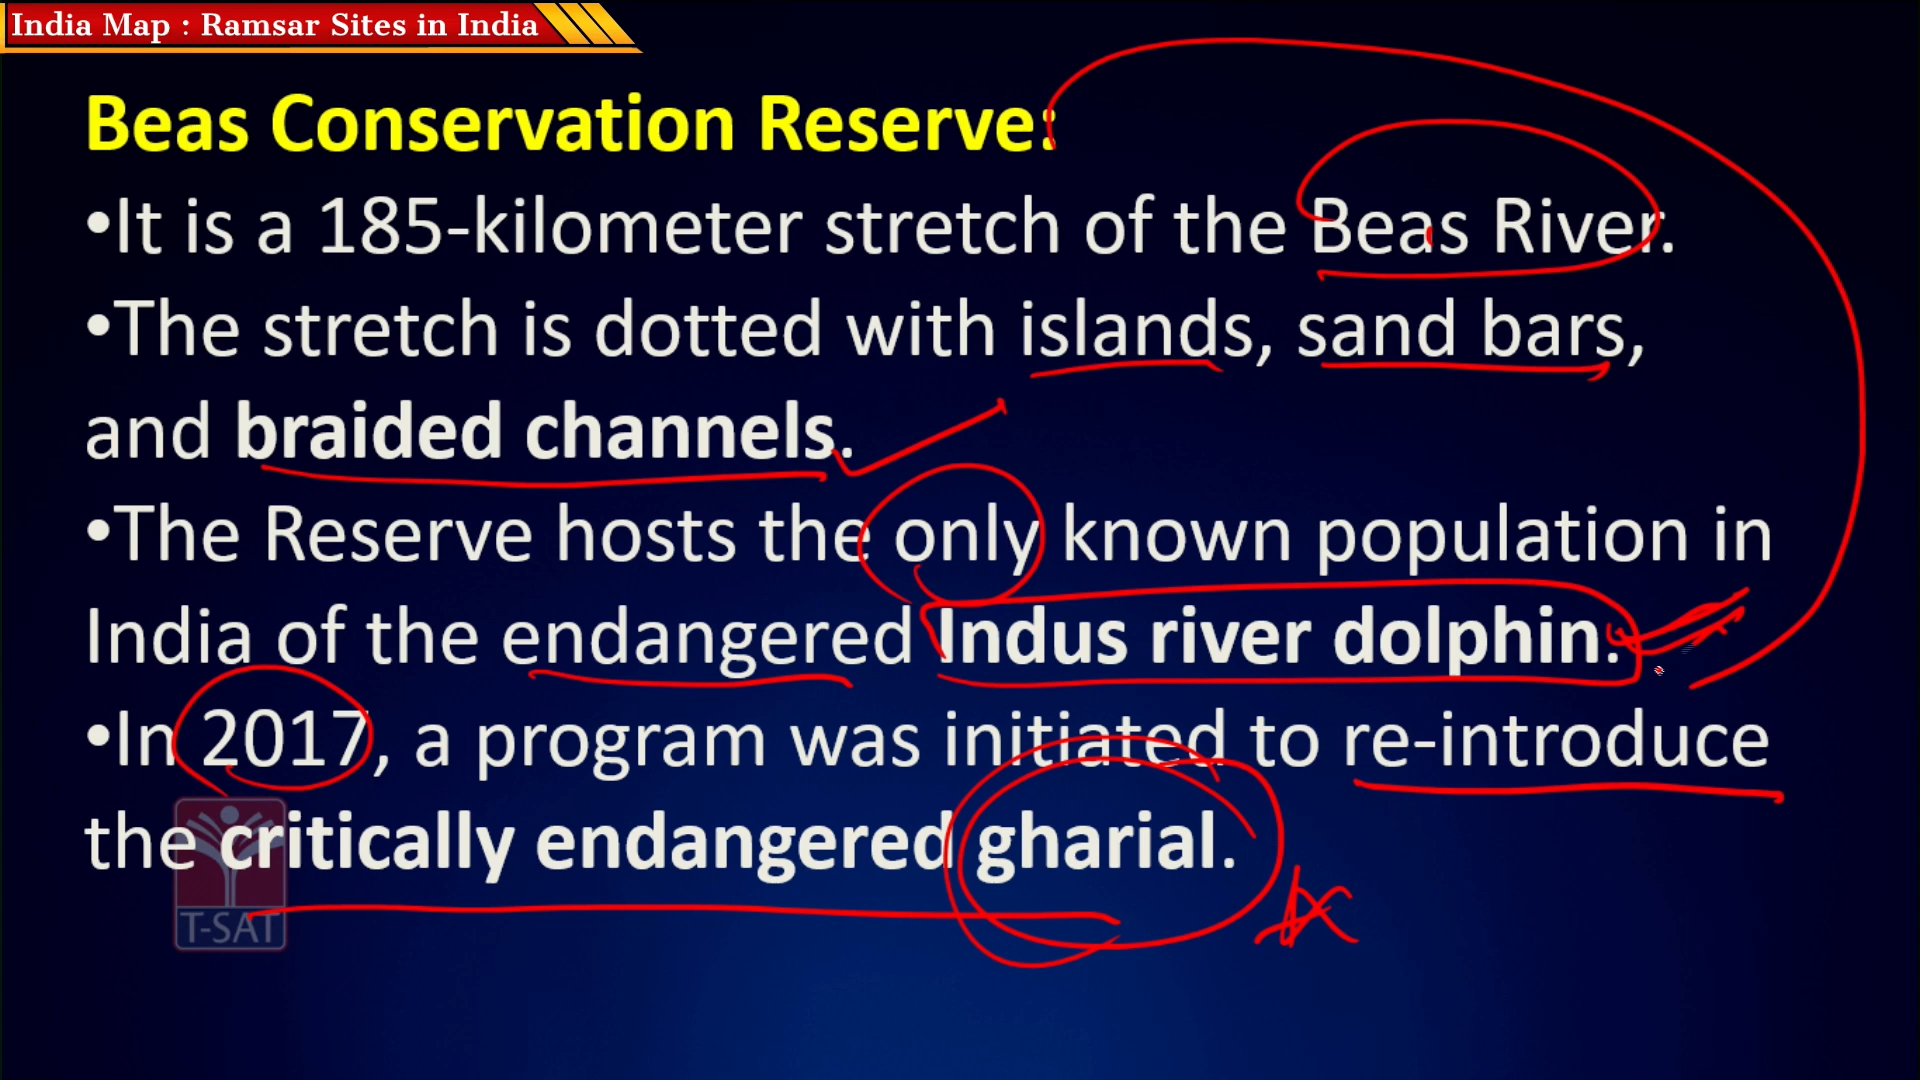 India Map : Ramsar Sites in India
Beas Conservation Reserve:
•It is a 185-kilometer stretch of the Beas River.
•The stretch is dotted with islands, sand bars,
and braided channels.
•The Reserve hosts the only known population in
India of the endangered Indus river dolphin.
•In 2017, a program was initiated to re-introduce
the critically endangered gharial.
T-SAT